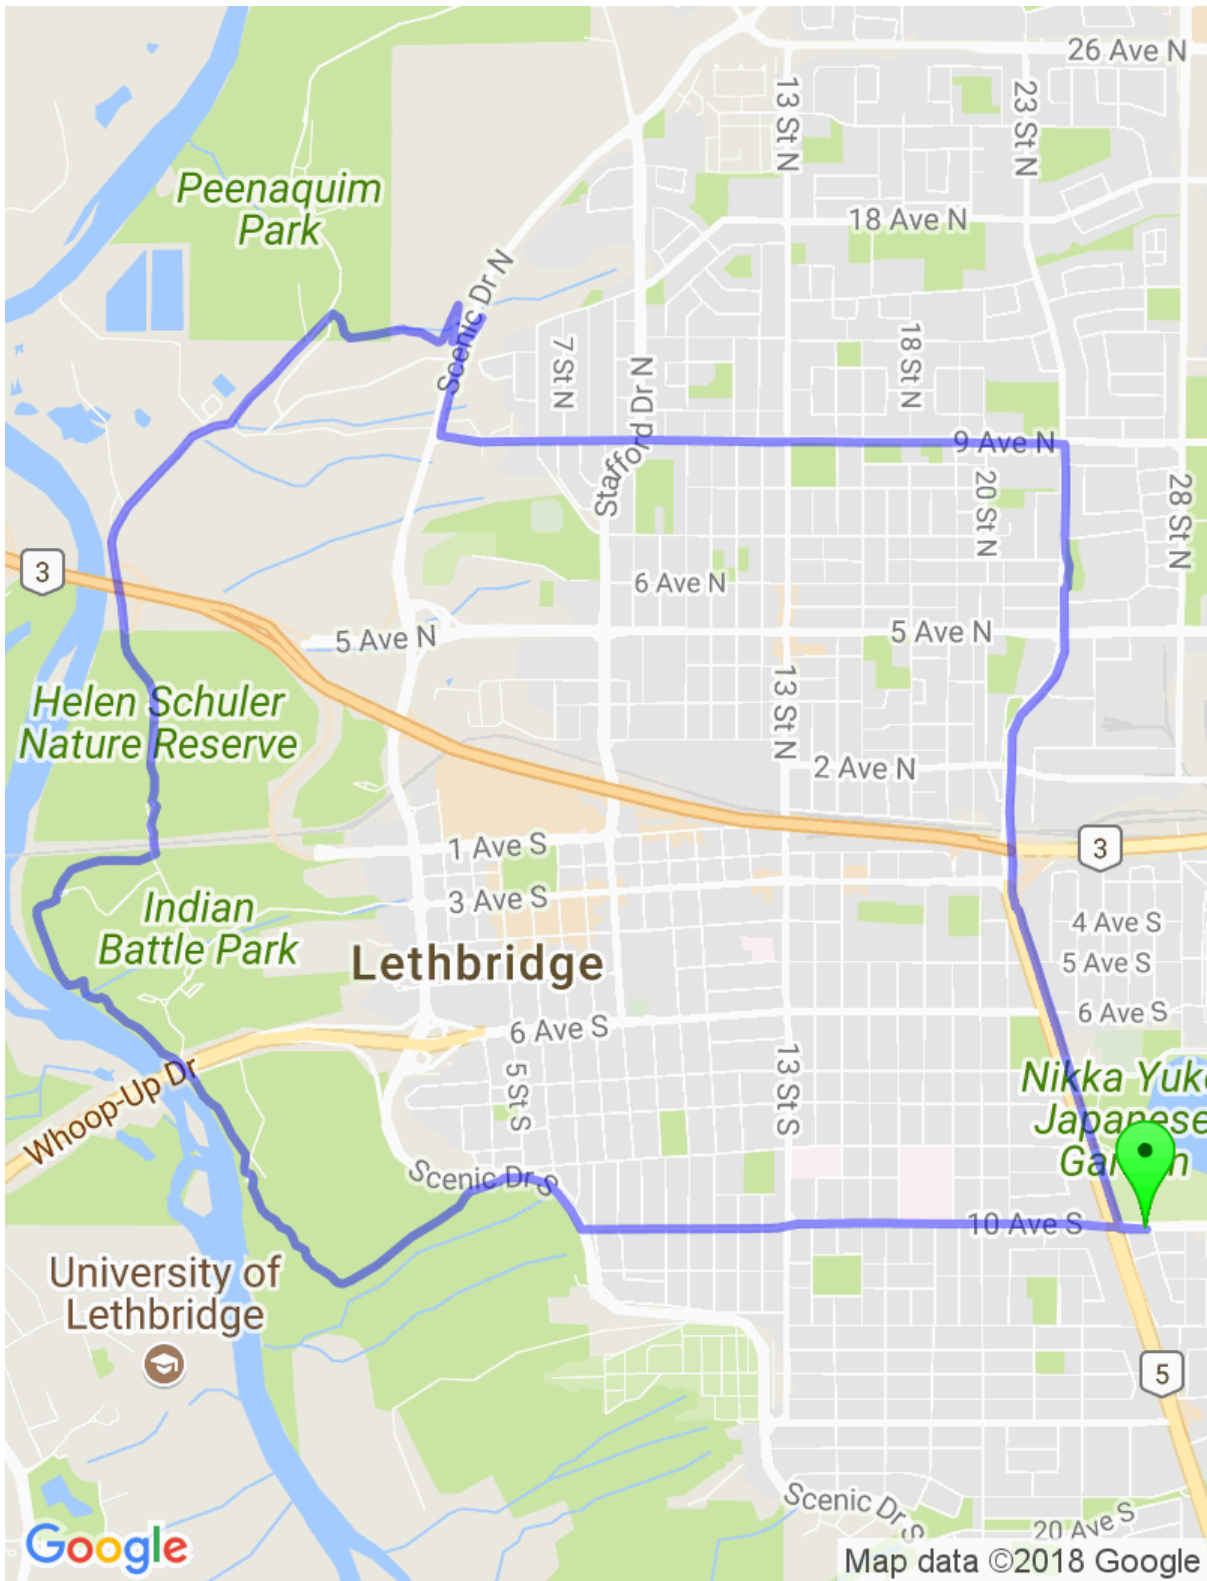 26 Ave N
13 St N
23 St N
Peenaquim
Park
18 Ave N
Scenic Dr N
7 St N
18 St N
Stafford Dr N
9 Ave N
20 St N
28 St N
3
6 Ave N
5 Ave N
5 Ave N
Helen Schuler
Nature Reserve
13 St N
2 Ave N
1 Ave S
3
3 Ave S
Indian
Battle Park
4 Ave S
Lethbridge
5 Ave S
6 Ave S
6 Ave S
Whoop-Up Dr
5 St S
13 St S
Nikka Yuko
Japanese
Scenic Dr S
10 Ave S
University of
Lethbridge
5
Scenic Dr S
20 Ave S
Google
Map data ©2018 Google